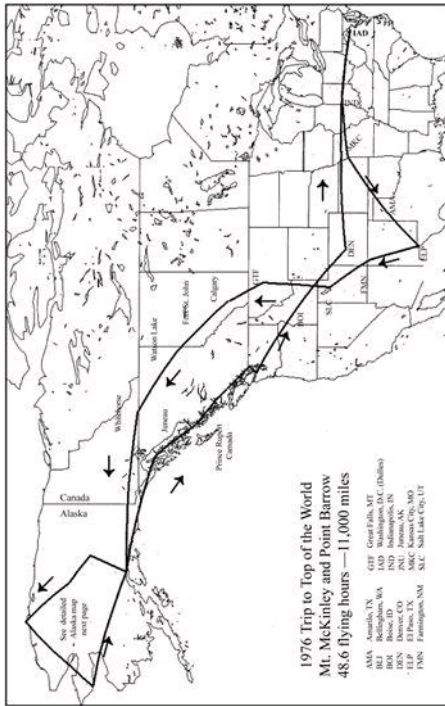 IAD
IND
MKC
AMA
ELP
DEN
FMN
SLC
BOI
GTF
Calgary
Fort St. John
Watson Lake
Whitehorse
Juneau
Prince Rupert
Canada
Canada
Alaska
See detailed
Alaska map
next page
1976 Trip to Top of the World
Mt. McKinley and Point Barrow
48.6 flying hours —11,000 miles
AMA Amarilo, TX
BLI Bellingham, WA
BOI Boise, ID
DEN Denver, CO
ELP El Paso, TX
FMN Farmington, NM
GTF Great Falls, MT
IAD Washington, D.C. (Dulles)
IND Indianapolis, IN
JNU Juneau, AK
MKC Kansas City, MO
SLC Salt Lake City, UT